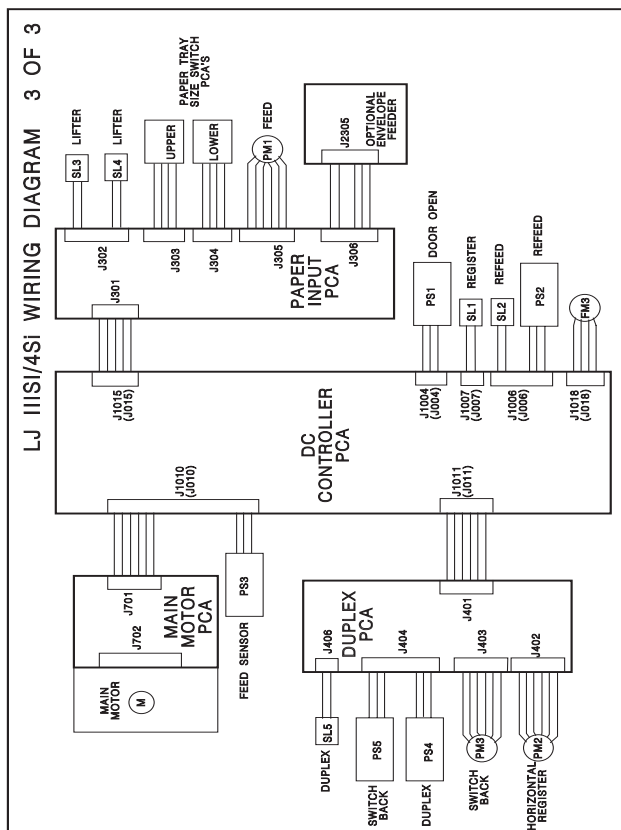 LJ IIISi/4Si WIRING DIAGRAM 3 OF 3
LIFTER
SL3
LIFTER
SL4
PAPER TRAY
SIZE SWITCH
PCA'S
UPPER
LOWER
FEED
PM1
OPTIONAL
ENVELOPE
FEEDER
J2305
J302
J303
J304
J305
J306
J301
PAPER
INPUT
PCA
DOOR OPEN
PS1
REGISTER
SL1
REFEED
SL2
REFEED
PS2
FM3
J1015
(J015)
J1004
(J004)
J1007
(J007)
J1006
(J006)
J1018
(J018)
DC
CONTROLLER
PCA
J1010
(J010)
J1011
(J011)
J701
J702
MAIN
MOTOR
PCA
MAIN
MOTOR
M
PS3
FEED SENSOR
J401
DUPLEX
PCA
J406
J404
J403
J402
DUPLEX
SL5
SWITCH
BACK
PS5
DUPLEX
PS4
SWITCH
BACK
PM3
HORIZONTAL
REGISTER
PM2